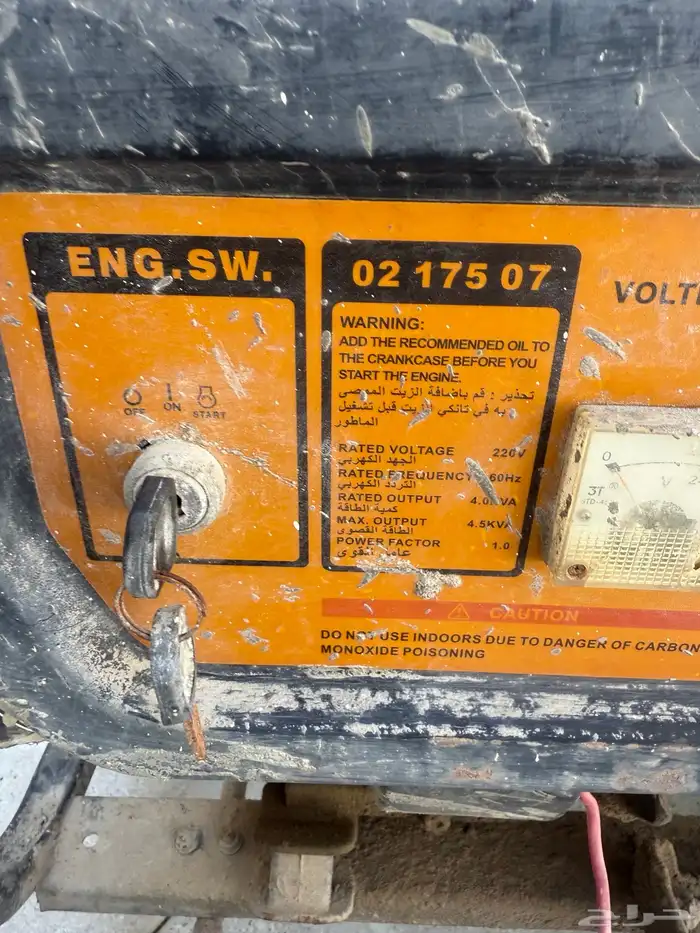 ENG.SW.
OFF
ON
START
02 175 07
WARNING:
ADD THE RECOMMENDED OIL TO
THE CRANKCASE BEFORE YOU
START THE ENGINE.
تحذير : قم بإضافة الزيت الموصى
به في تانكي الزيت قبل تشغيل
الماطور
RATED VOLTAGE 220V
الجهد الكهربي
RATED FREQUENCY 60Hz
التردد الكهربي
RATED OUTPUT 4.0KVA
كمية الطاقة
MAX. OUTPUT 4.5KVA
الطاقة القصوى
POWER FACTOR 1.0
عامل القوى
VOLT
0
V
CAUTION
DO NOT USE INDOORS DUE TO DANGER OF CARBON
MONOXIDE POISONING
حراج